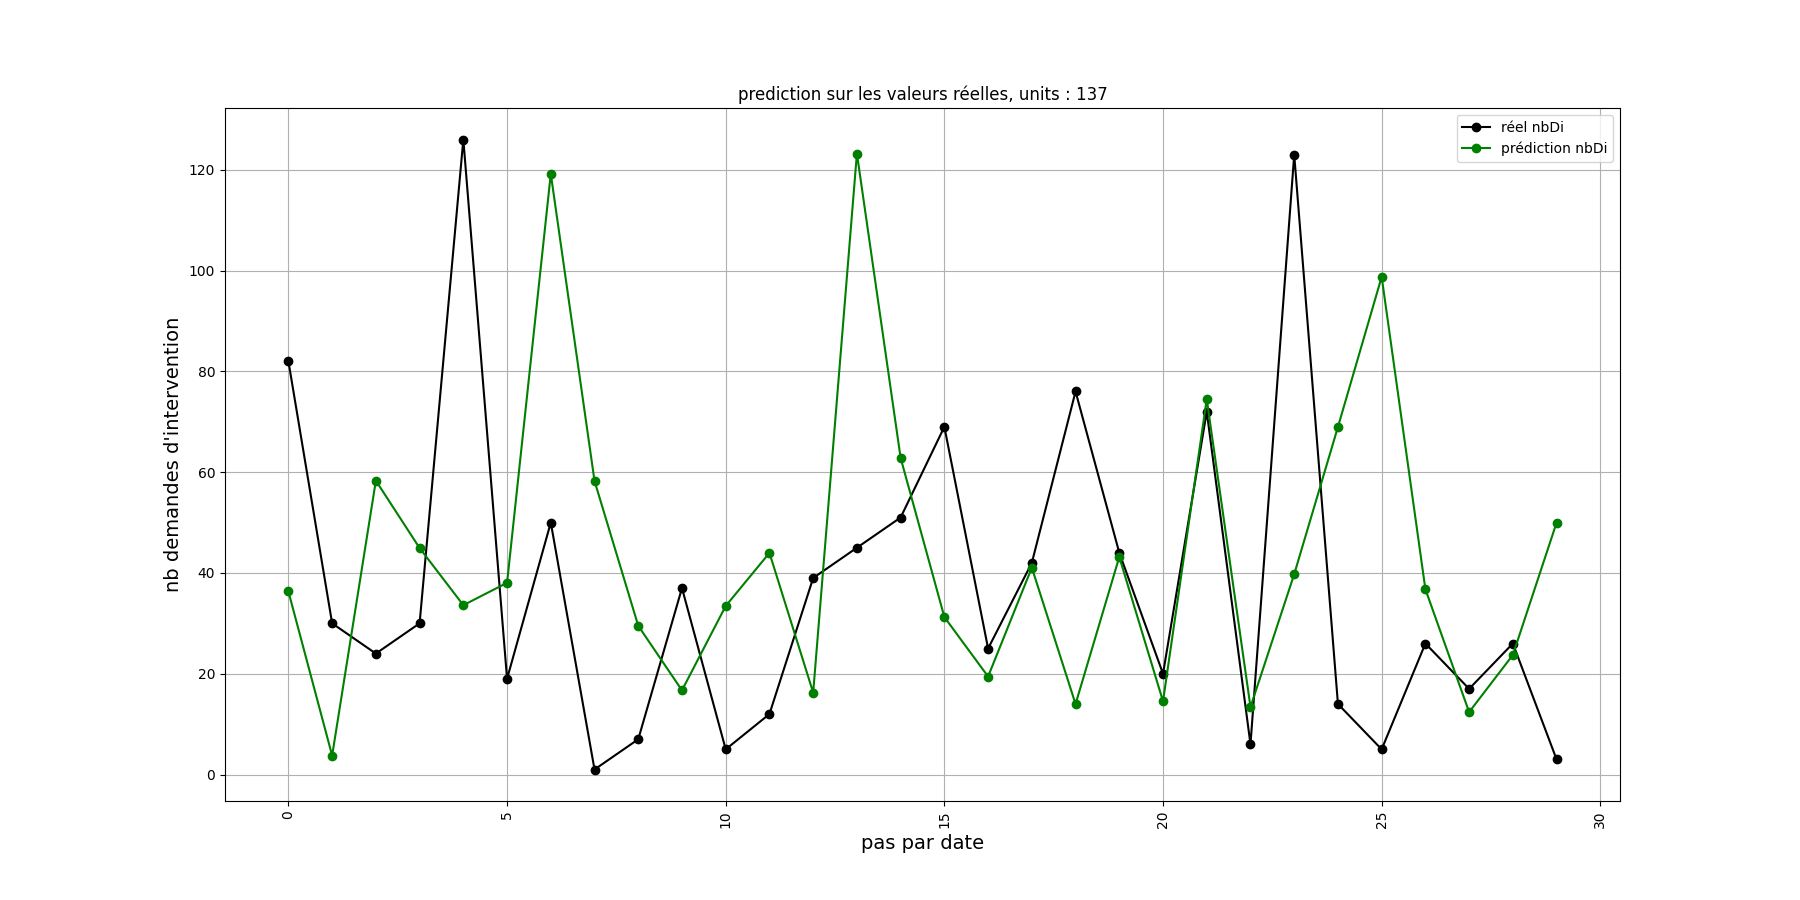 prediction sur les valeurs réelles, units : 137
réel nbDi
prédiction nbDi
120
100
80
60
40
20
0
nb demandes d'intervention
0 5 10 15 20 25 30
pas par date